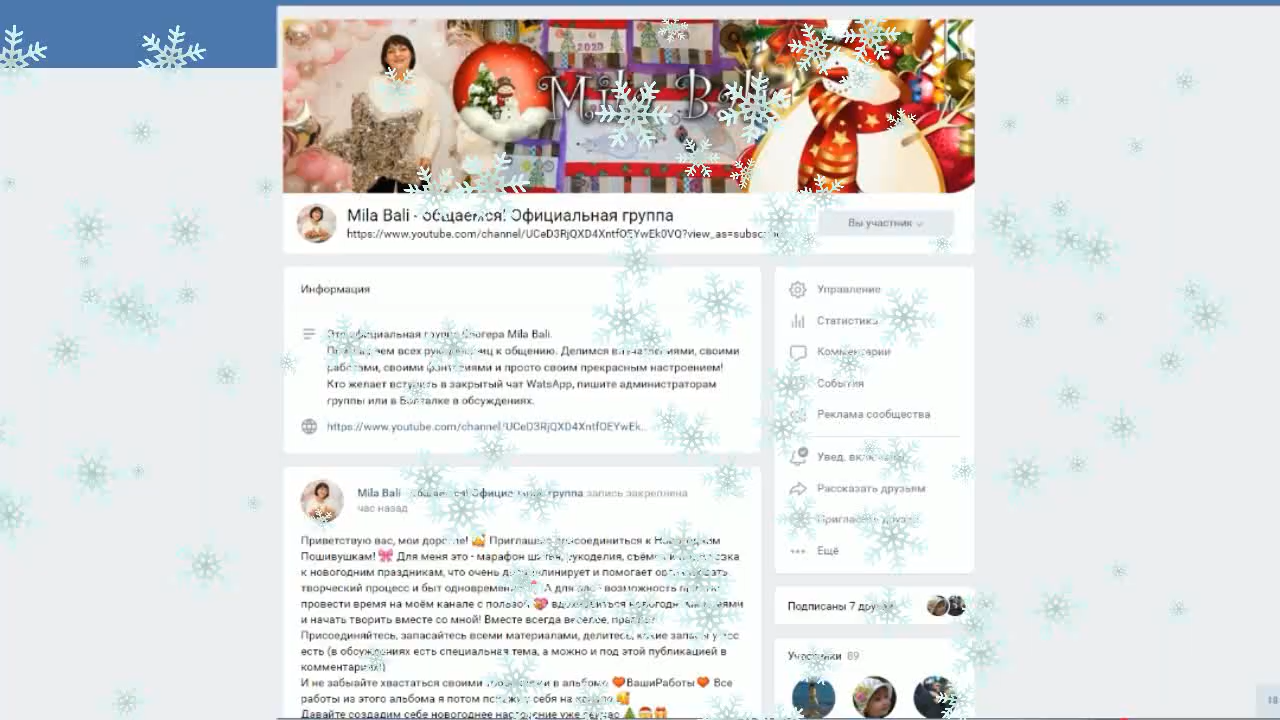 2020
Mila Bali
Mila Bali - общаемся! Официальная группа
https://www.youtube.com/channel/UCeD3RjQXD4XntfOEYwEk0VQ?view_as=subsc
Вы участник
Информация
Это официальная группа блогера Mila Bali.
Приглашаем всех рукодельниц к общению. Делимся впечатлениями, своими
работами, своими фантазиями и просто своим прекрасным настроением!
Кто желает вступить в закрытый чат WatsApp, пишите администраторам
группы или в Болталке в обсуждениях.
https://www.youtube.com/channel/UCeD3RjQXD4XntfOEYwEk...
Управление
Статистика
Комментарии
События
Реклама сообщества
Увед. включены
Рассказать друзьям
Пригласить друзей
Ещё
Подписаны 7 друзей
Участники 89
Mila Bali - общаемся! Официальная группа запись закреплена
час назад
Приветствую вас, мои дорогие! 🥰 Приглашаю присоединиться к Новогодним
Пошивушкам! 🎀 Для меня это - марафон шитья, рукоделия, съёмок и подготовка
к новогодним праздникам, что очень дисциплинирует и помогает организовать
творческий процесс и быт одновременно. А для вас - возможность приятно
провести время на моём канале с пользой 💝 вдохновиться новогодними идеями
и начать творить вместе со мной! Вместе всегда веселее, правда?
Присоединяйтесь, запасайтесь всеми материалами, делитесь, какие запасы у вас
есть (в обсуждениях есть специальная тема, а можно и под этой публикацией в
комментариях!)
И не забывайте хвастаться своими в альбоме ❤️ВашиРаботы❤️ Все
работы из этого альбома я потом покажу у себя на канале 🥰
Давайте создадим себе новогоднее настроение уже сейчас 🎄🎅🎁